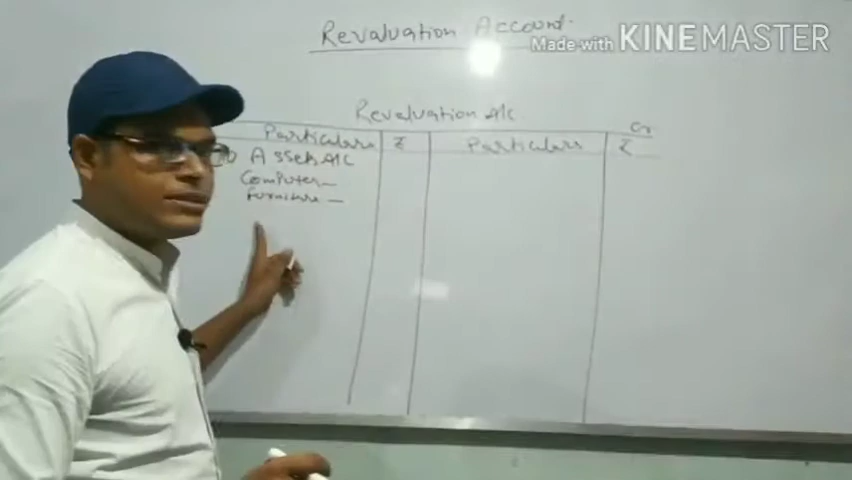 Revaluation Account
Made with KINEMASTER
Revaluation A/c
Cr
Particulars ₹ Particulars ₹
To Assets A/c
Computer —
Furniture —